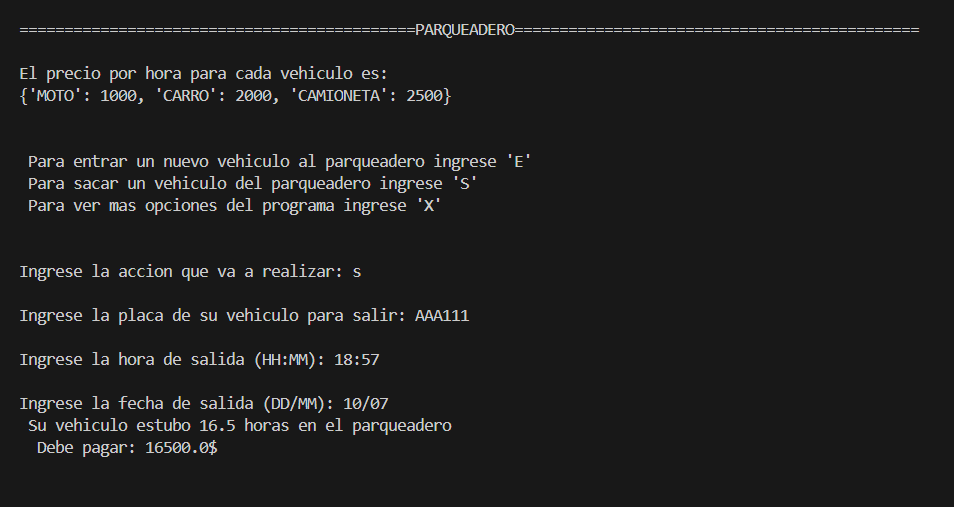 ============================================PARQUEADERO=============================================
El precio por hora para cada vehiculo es:
{'MOTO': 1000, 'CARRO': 2000, 'CAMIONETA': 2500}
Para entrar un nuevo vehiculo al parqueadero ingrese 'E'
Para sacar un vehiculo del parqueadero ingrese 'S'
Para ver mas opciones del programa ingrese 'X'
Ingrese la accion que va a realizar: s
Ingrese la placa de su vehiculo para salir: AAA111
Ingrese la hora de salida (HH:MM): 18:57
Ingrese la fecha de salida (DD/MM): 10/07
Su vehiculo estubo 16.5 horas en el parqueadero
Debe pagar: 16500.0$